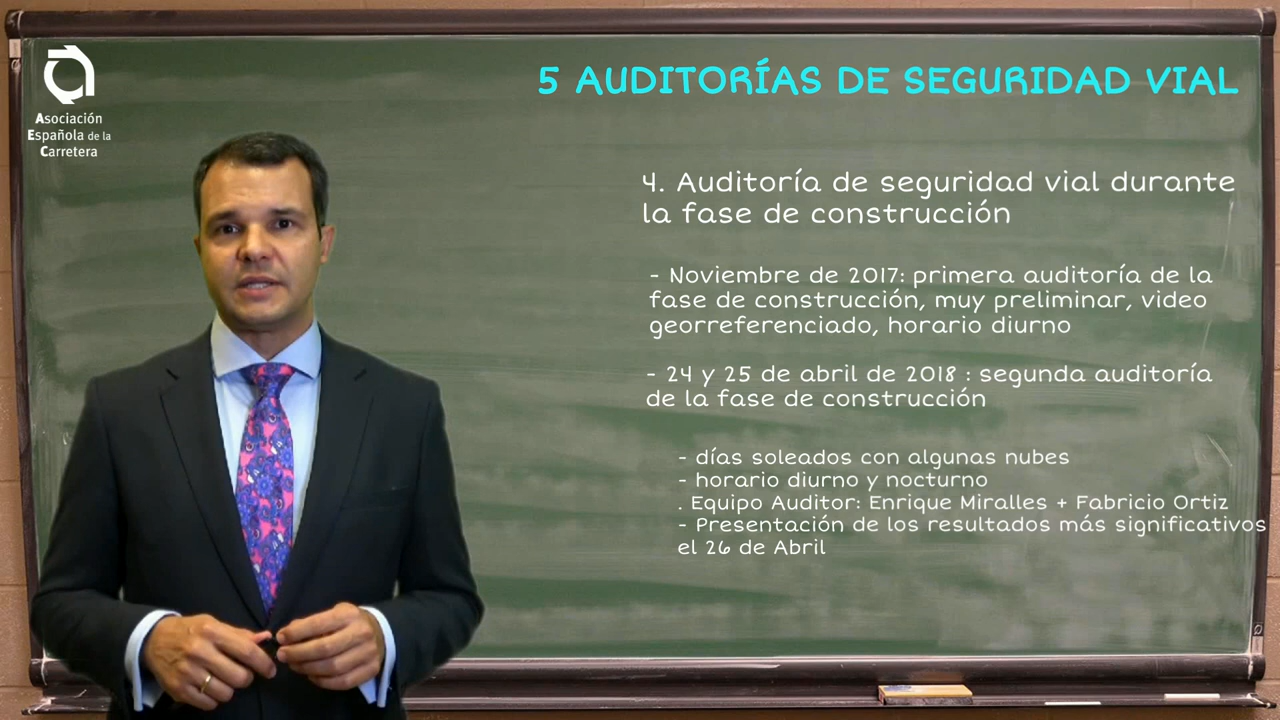 Asociación
Española de la
Carretera
5 AUDITORÍAS DE SEGURIDAD VIAL
4. Auditoría de seguridad vial durante
la fase de construcción
- Noviembre de 2017: primera auditoría de la
fase de construcción, muy preliminar, video
georreferenciado, horario diurno
- 24 y 25 de abril de 2018 : segunda auditoría
de la fase de construcción
- días soleados con algunas nubes
- horario diurno y nocturno
. Equipo Auditor: Enrique Miralles + Fabricio Ortiz
- Presentación de los resultados más significativos
el 26 de Abril